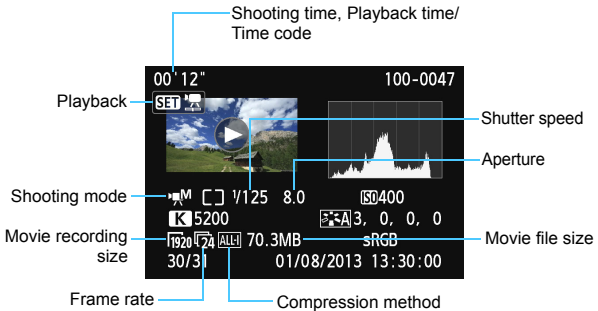 Shooting time, Playback time/
Time code
00'12" 100-0047
Playback
SET
Shutter speed
Aperture
Shooting mode
M 1/125 8.0 ISO 400
K 5200 A 3, 0, 0, 0
Movie recording
size
1920 24 ALL-I 70.3MB sRGB
Movie file size
30/31 01/08/2013 13:30:00
Frame rate
Compression method